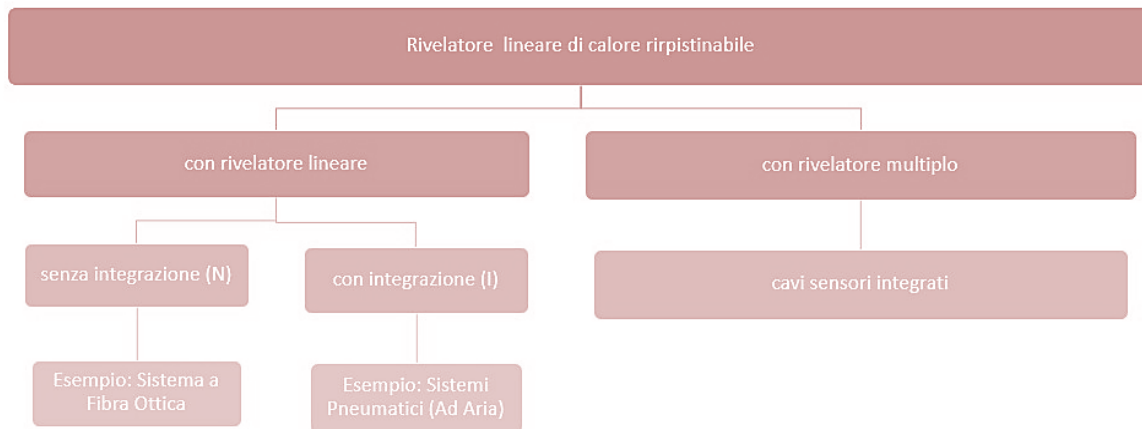 Rivelatore lineare di calore rirpistinabile
con rivelatore lineare
con rivelatore multiplo
senza integrazione (N)
con integrazione (I)
cavi sensori integrati
Esempio: Sistema a
Fibra Ottica
Esempio: Sistemi
Pneumatici (Ad Aria)